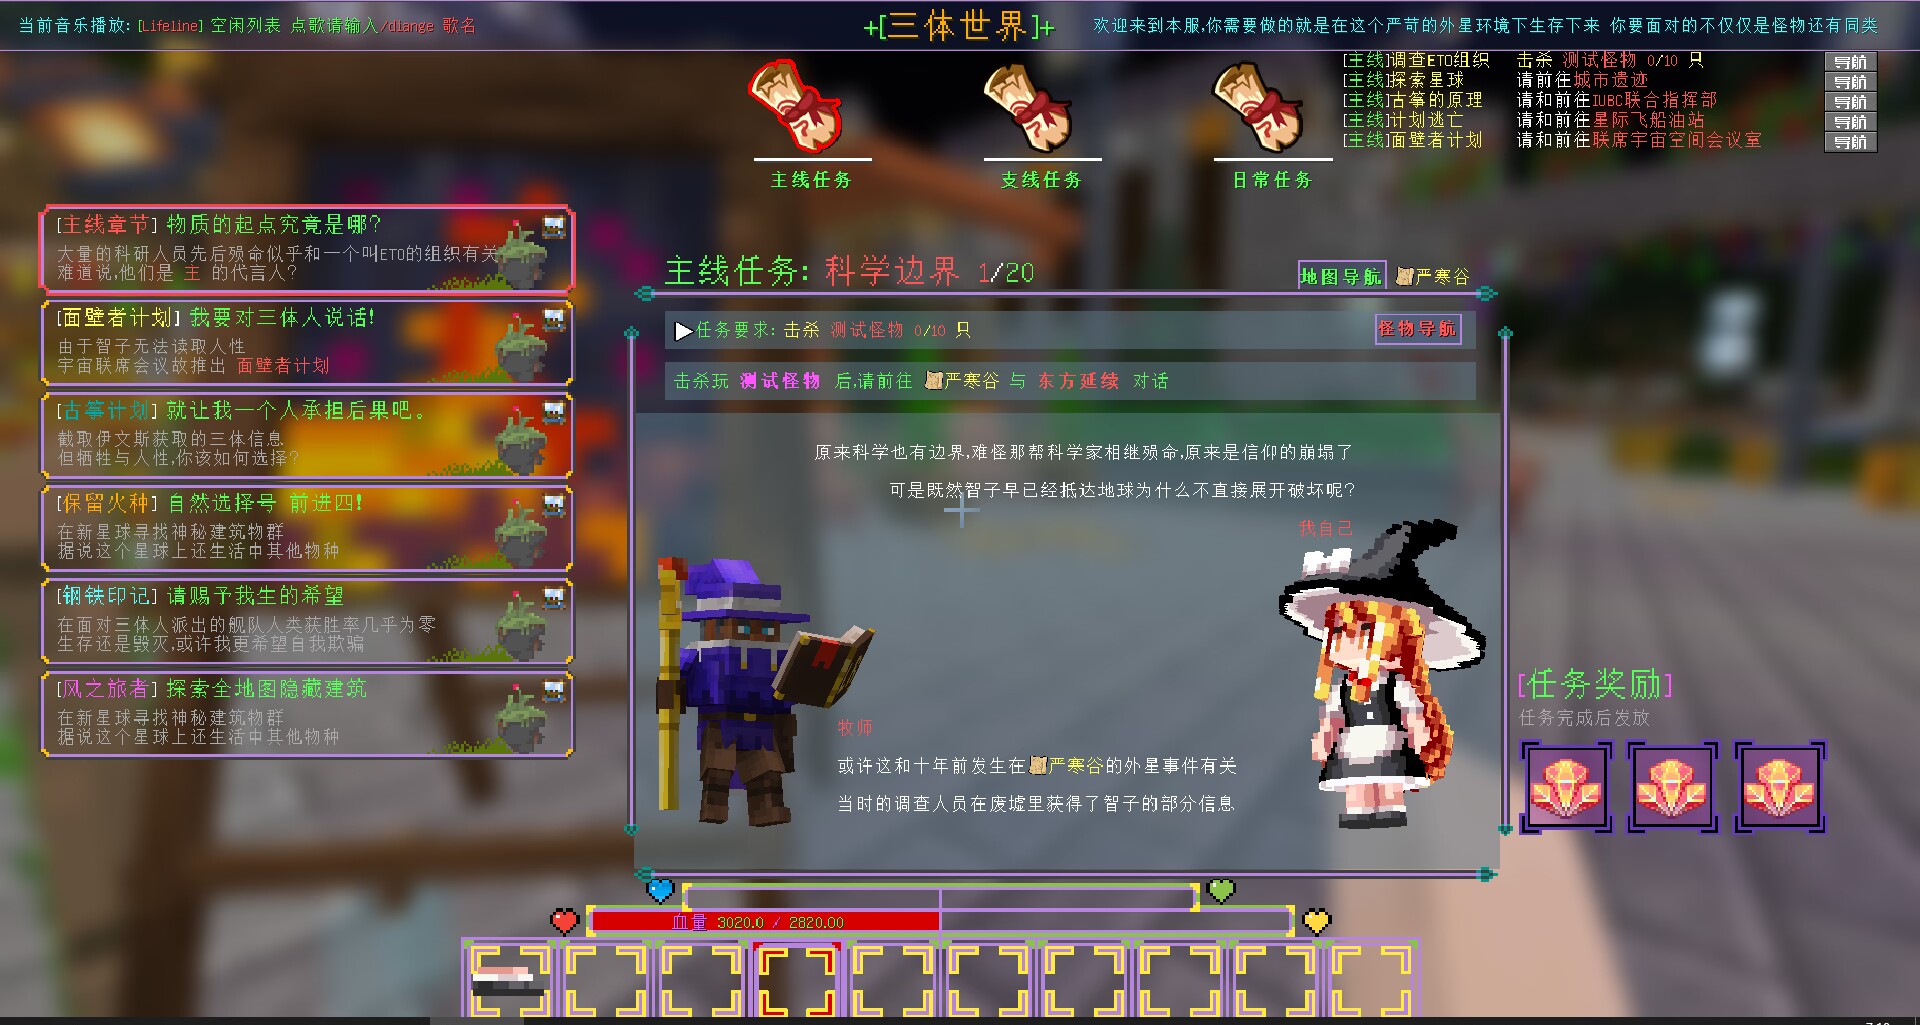 当前音乐播放: [Lifeline] 空闲列表 点歌请输入/diange 歌名
+[三体世界]+
欢迎来到本服,你需要做的就是在这个严苛的外星环境下生存下来 你要面对的不仅仅是怪物还有同类
[主线]调查ETO组织 击杀 测试怪物 0/10 只 导航
[主线]探索星球 请前往城市遗迹 导航
[主线]古筝的原理 请和前往IUBC联合指挥部 导航
[主线]计划逃亡 请和前往星际飞船油站 导航
[主线]面壁者计划 请和前往联席宇宙空间会议室 导航
主线任务
支线任务
日常任务
[主线章节] 物质的起点究竟是哪?
大量的科研人员先后殒命似乎和一个叫ETO的组织有关
难道说,他们是 主 的代言人?
[面壁者计划] 我要对三体人说话!
由于智子无法读取人性
宇宙联席会议故推出 面壁者计划
[古筝计划] 就让我一个人承担后果吧。
截取伊文斯获取的三体信息
但牺牲与人性,你该如何选择?
[保留火种] 自然选择号 前进四!
在新星球寻找神秘建筑物群
据说这个星球上还生活中其他物种
[钢铁印记] 请赐予我生的希望
在面对三体人派出的舰队人类获胜率几乎为零
生存还是毁灭,或许我更希望自我欺骗
[风之旅者] 探索全地图隐藏建筑
在新星球寻找神秘建筑物群
据说这个星球上还生活中其他物种
主线任务: 科学边界 1/20
地图导航 严寒谷
任务要求: 击杀 测试怪物 0/10 只
怪物导航
击杀玩 测试怪物 后,请前往 严寒谷 与 东方延续 对话
原来科学也有边界,难怪那帮科学家相继殒命,原来是信仰的崩塌了
可是既然智子早已经抵达地球为什么不直接展开破坏呢?
我自己
牧师
或许这和十年前发生在严寒谷的外星事件有关
当时的调查人员在废墟里获得了智子的部分信息
[任务奖励]
任务完成后发放
血量 3020.0 / 2820.00